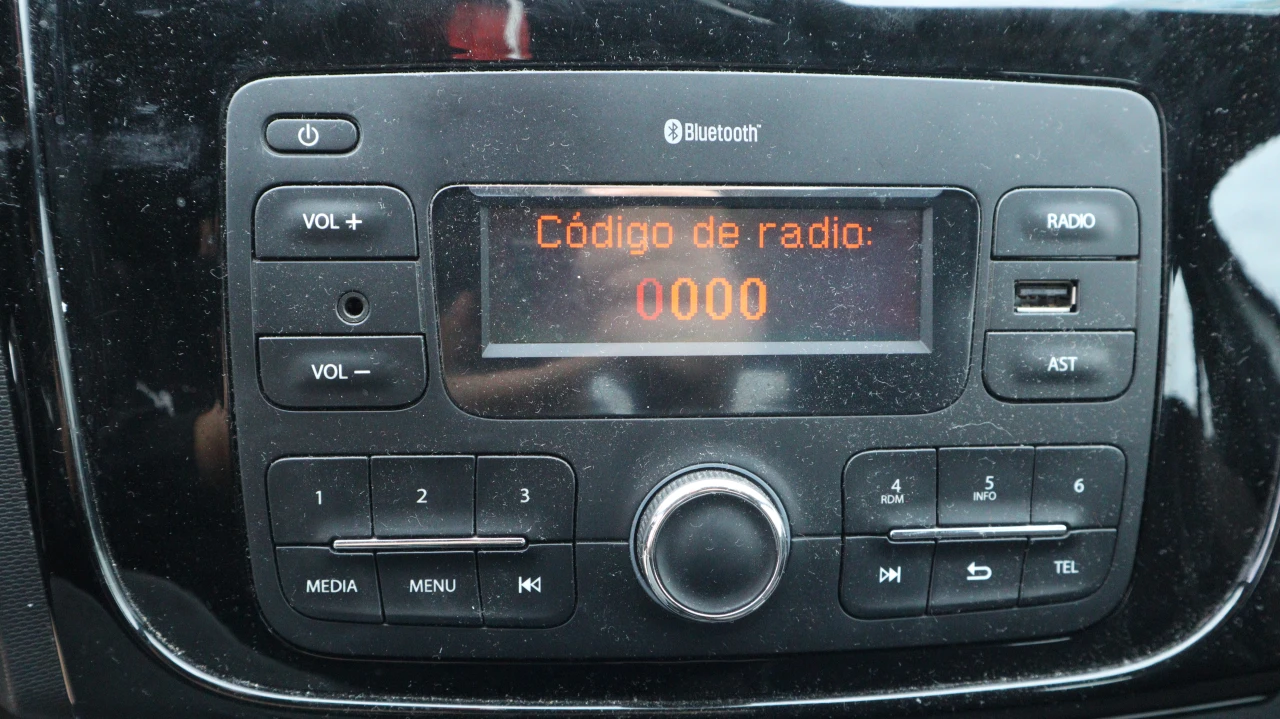 Bluetooth™
VOL +
Código de radio:
RADIO
0000
VOL −
AST
1
2
3
4
RDM
5
INFO
6
MEDIA
MENU
TEL